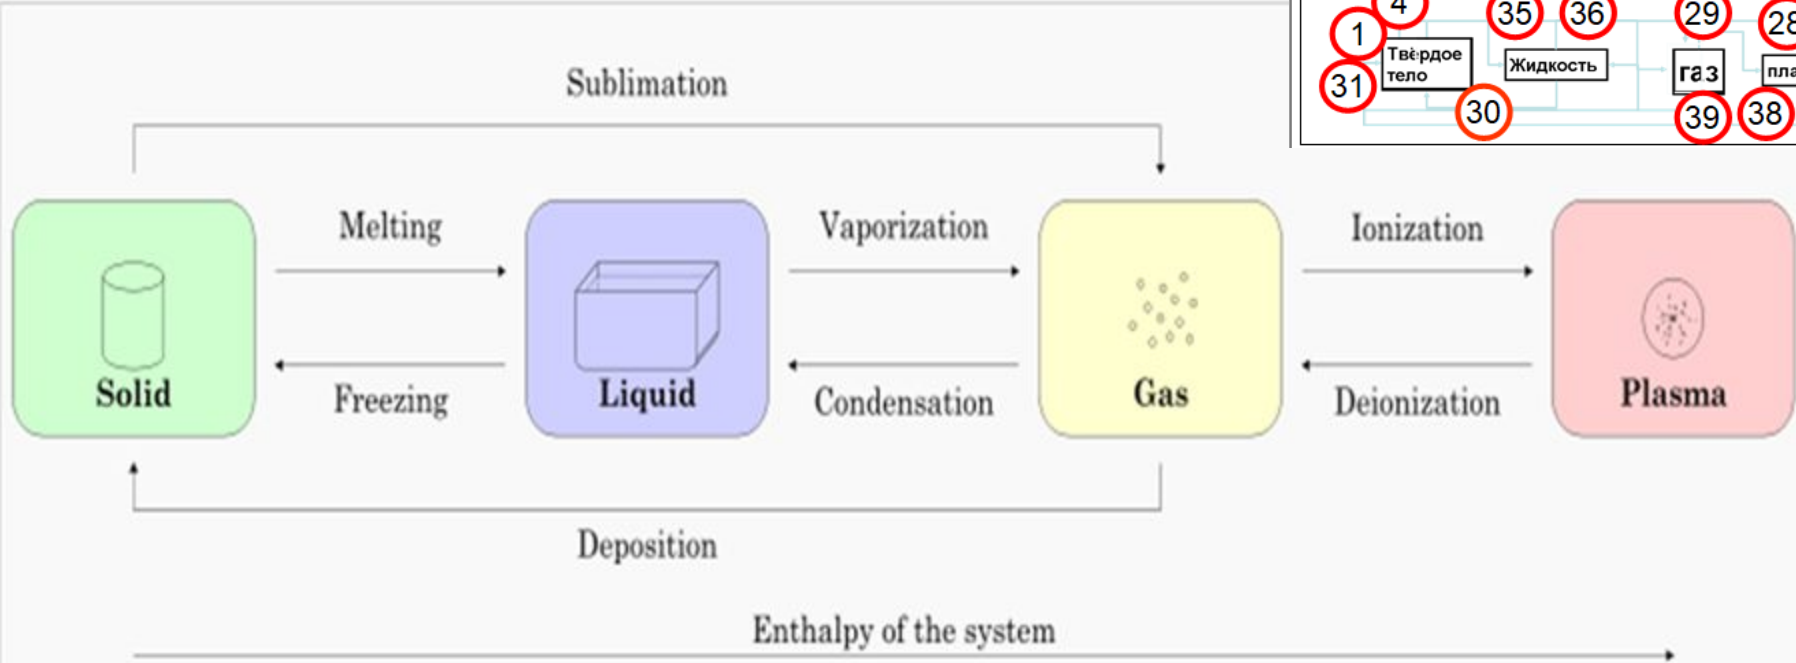 Sublimation
Melting
Vaporization
Ionization
Solid
Liquid
Gas
Plasma
Freezing
Condensation
Deionization
Deposition
Enthalpy of the system
4
35
36
29
28
1
Твёрдое
тело
Жидкость
газ
пла
31
30
39
38